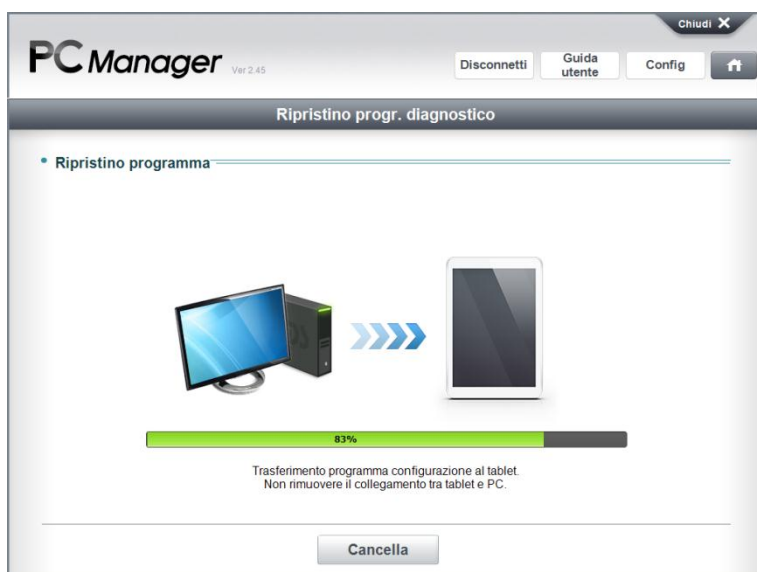 Chiudi X
PC Manager Ver 2.45
Disconnetti
Guida
utente
Config
Ripristino progr. diagnostico
Ripristino programma
83%
Trasferimento programma configurazione al tablet.
Non rimuovere il collegamento tra tablet e PC.
Cancella